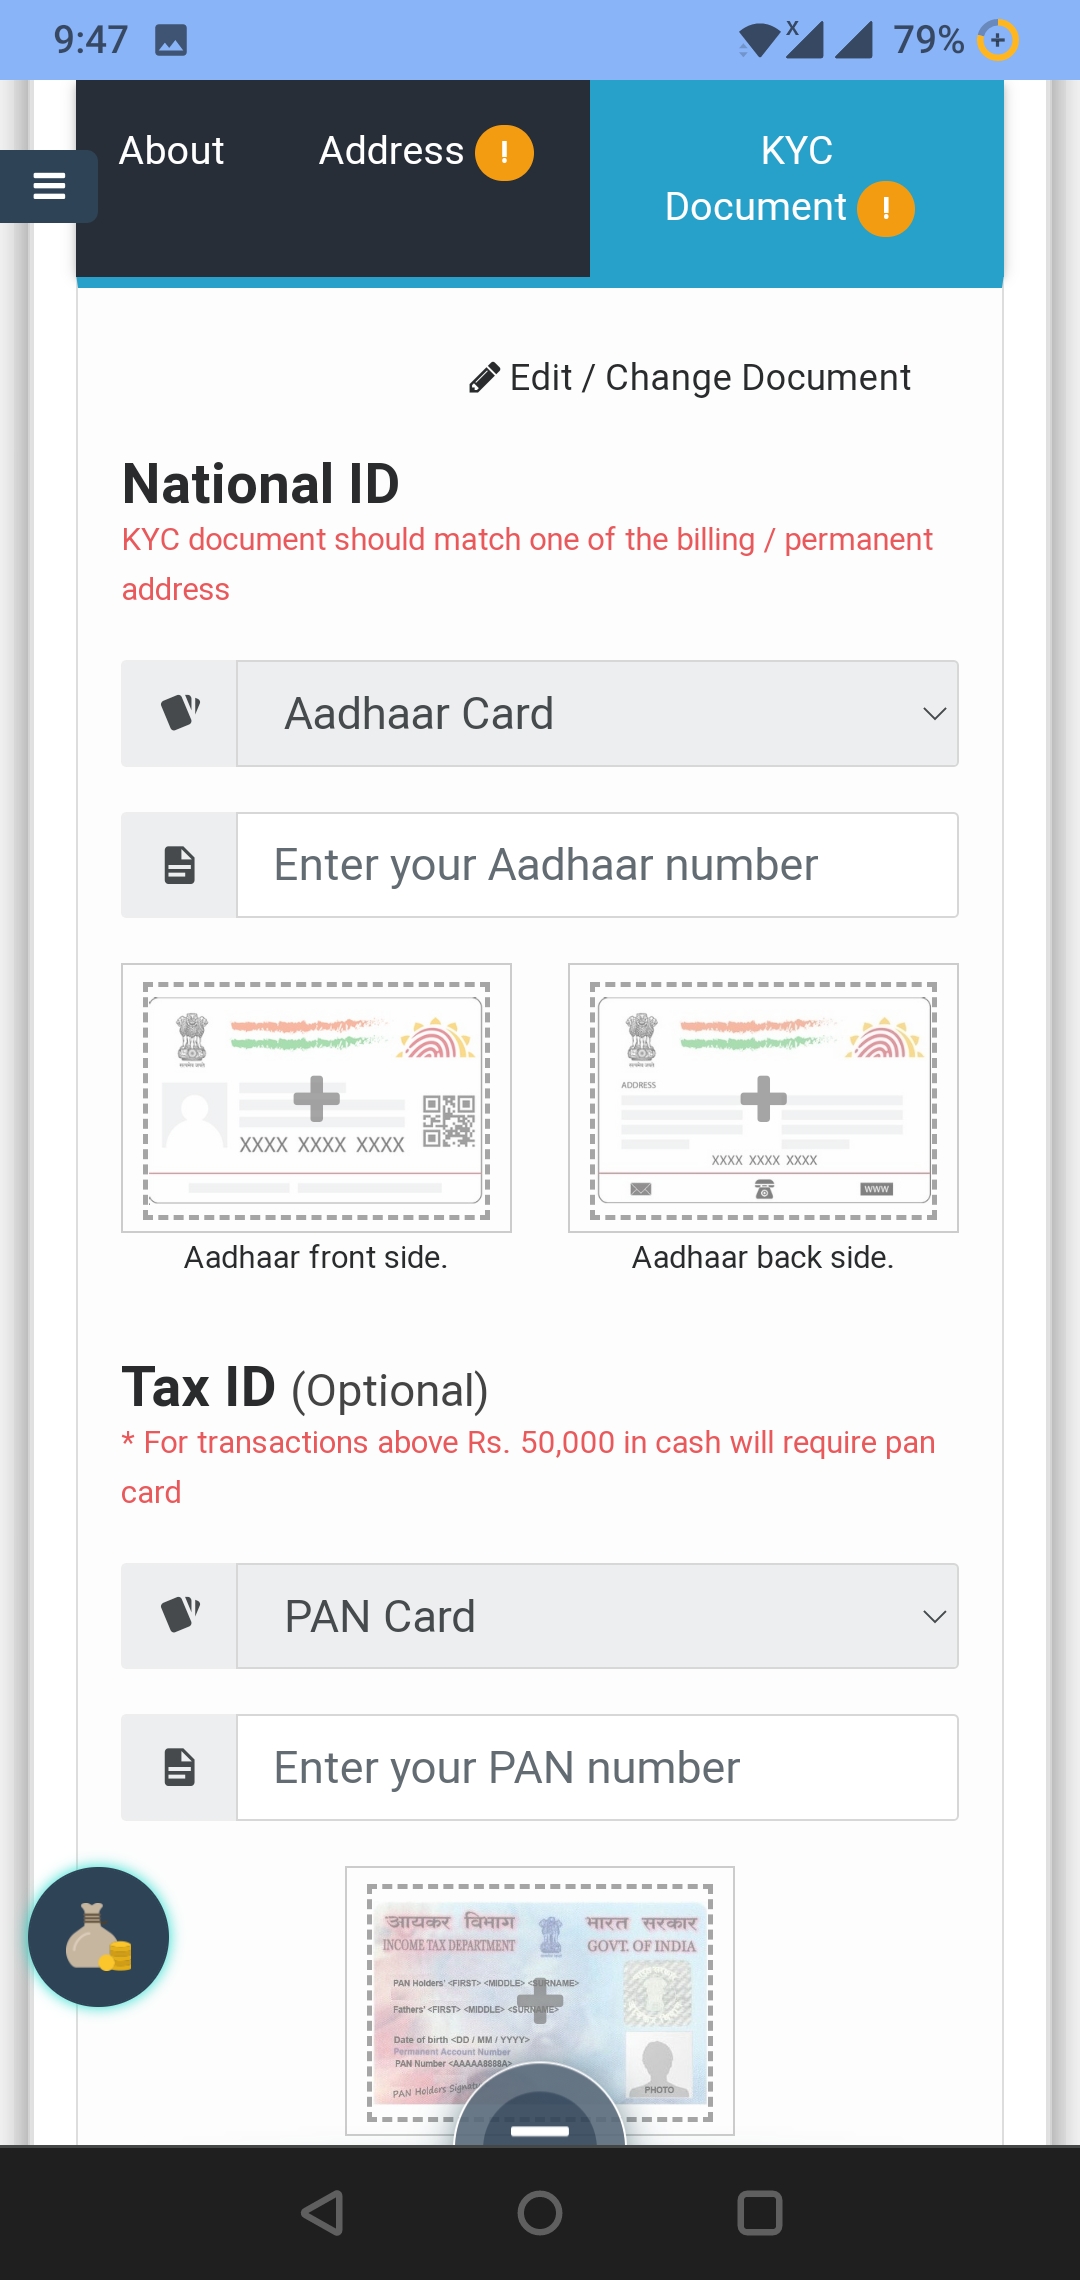 9:47
x
79%
About
Address !
KYC
Document !
Edit / Change Document
National ID
KYC document should match one of the billing / permanent
address
Aadhaar Card
Enter your Aadhaar number
XXXX XXXX XXXX
ADDRESS
XXXX XXXX XXXX
WWW
Aadhaar front side.
Aadhaar back side.
Tax ID (Optional)
* For transactions above Rs. 50,000 in cash will require pan
card
PAN Card
Enter your PAN number
आयकर विभाग भारत सरकार
INCOME TAX DEPARTMENT GOVT. OF INDIA
PAN Holders' <FIRST> <MIDDLE> <SURNAME>
Fathers' <FIRST> <MIDDLE> <SURNAME>
Date of birth <DD / MM / YYYY>
Permanent Account Number
PAN Number <AAAAA8888A>
PAN Holders
PHOTO